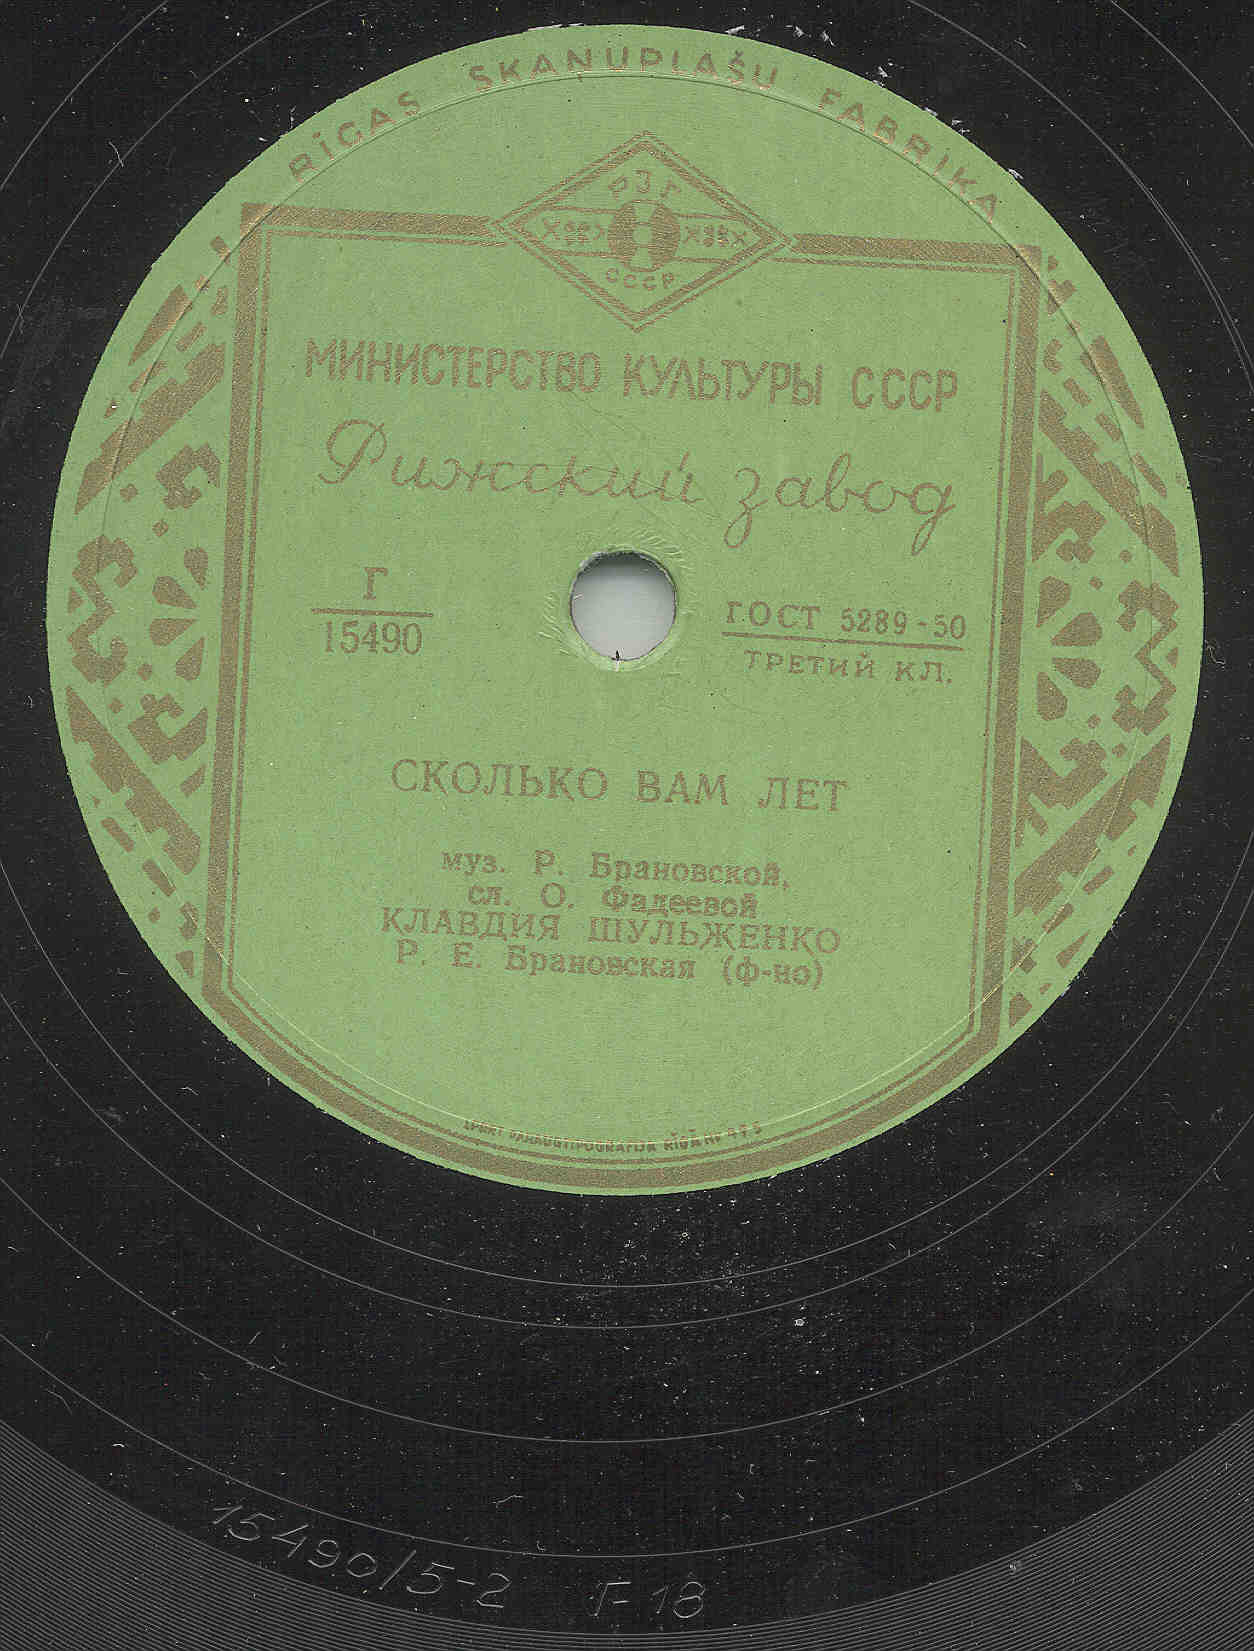 RĪGAS SKAŅUPLAŠU FABRIKA
СССР
МИНИСТЕРСТВО КУЛЬТУРЫ СССР
Рижский завод
Г
15490
ГОСТ 5289-50
ТРЕТИЙ КЛ.
СКОЛЬКО ВАМ ЛЕТ
муз. Р. Брановской,
сл. О. Фадеевой
КЛАВДИЯ ШУЛЬЖЕНКО
Р. Е. Брановская (ф-но)
15490/5-2 Г-18